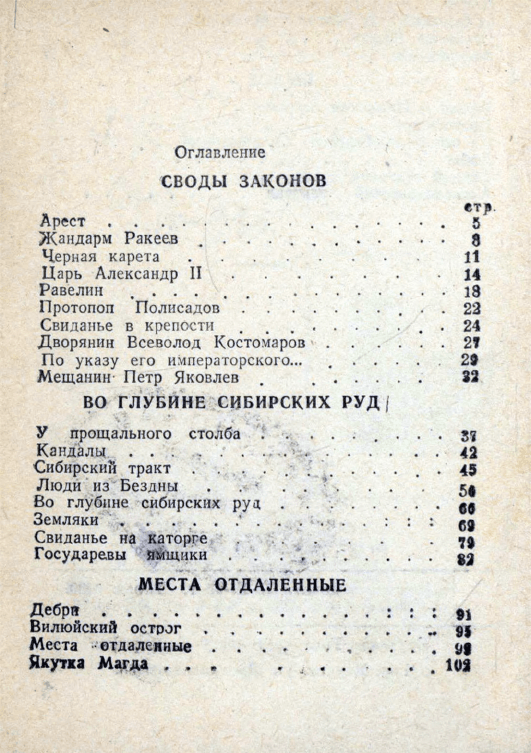 Оглавление
СВОДЫ ЗАКОНОВ
стр.
Арест . . . . . . . . . . . . . 5
Жандарм Ракеев . . . . . . . . . . 8
Черная карета . . . . . . . . . . 11
Царь Александр II . . . . . . . . . 14
Равелин . . . . . . . . . . . . 18
Протопоп Полисадов . . . . . . . . 22
Свиданье в крепости . . . . . . . . 24
Дворянин Всеволод Костомаров . . . . . 27
По указу его императорского... . . . . . 29
Мещанин Петр Яковлев . . . . . . . 32
ВО ГЛУБИНЕ СИБИРСКИХ РУД
У прощального столба . . . . . . . 37
Кандалы . . . . . . . . . . . . 42
Сибирский тракт . . . . . . . . . 45
Люди из Бездны . . . . . . . . .
Во глубине сибирских руд . . . . . . 66
Земляки . . . . . . . . . . . . 69
Свиданье на каторге . . . . . . . . 79
Государевы ямщики . . . . . . . . 82
МЕСТА ОТДАЛЕННЫЕ
Дебри . . . . . . . . . . . . . 91
Вилюйский острог . . . . . . . . . 95
Места отдаленные . . . . . . . . .
Якутка Магда . . . . . . . . . . 102